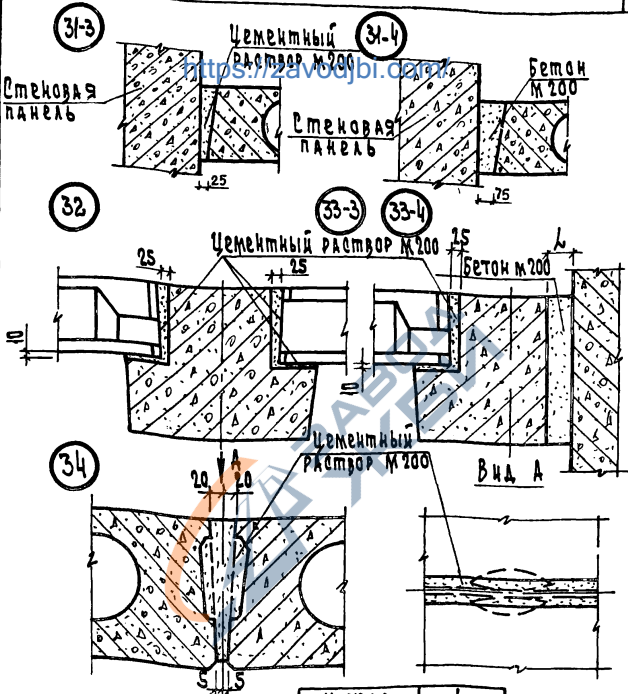 31-3
Цементный
раствор М200
31-4
https://zavodjbi.com/
Стеновая
панель
Бетон
М200
Стеновая
панель
25
75
32
33-3
33-4
Цементный раствор М200
25
25
25
L
Бетон М200
10
10
ЗАВОД
ЖБИ
34
А
Цементный
раствор М200
Вид А
20
20
5
5